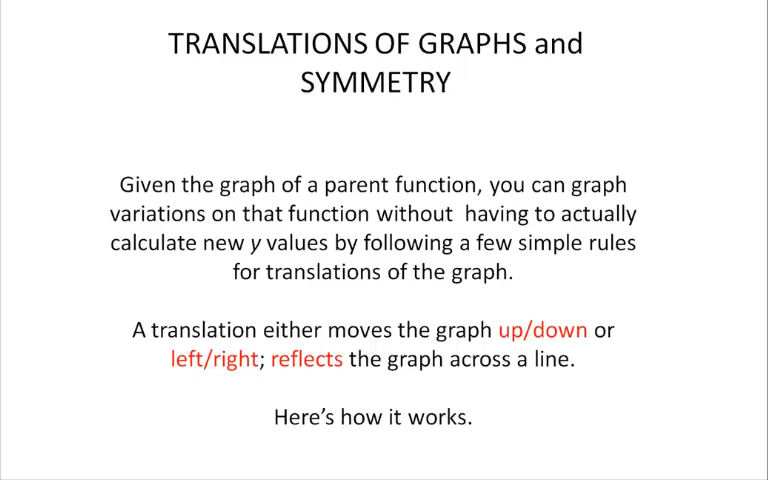 TRANSLATIONS OF GRAPHS and
SYMMETRY
Given the graph of a parent function, you can graph
variations on that function without  having to actually
calculate new y values by following a few simple rules
for translations of the graph.
A translation either moves the graph up/down or
left/right; reflects the graph across a line.
Here’s how it works.